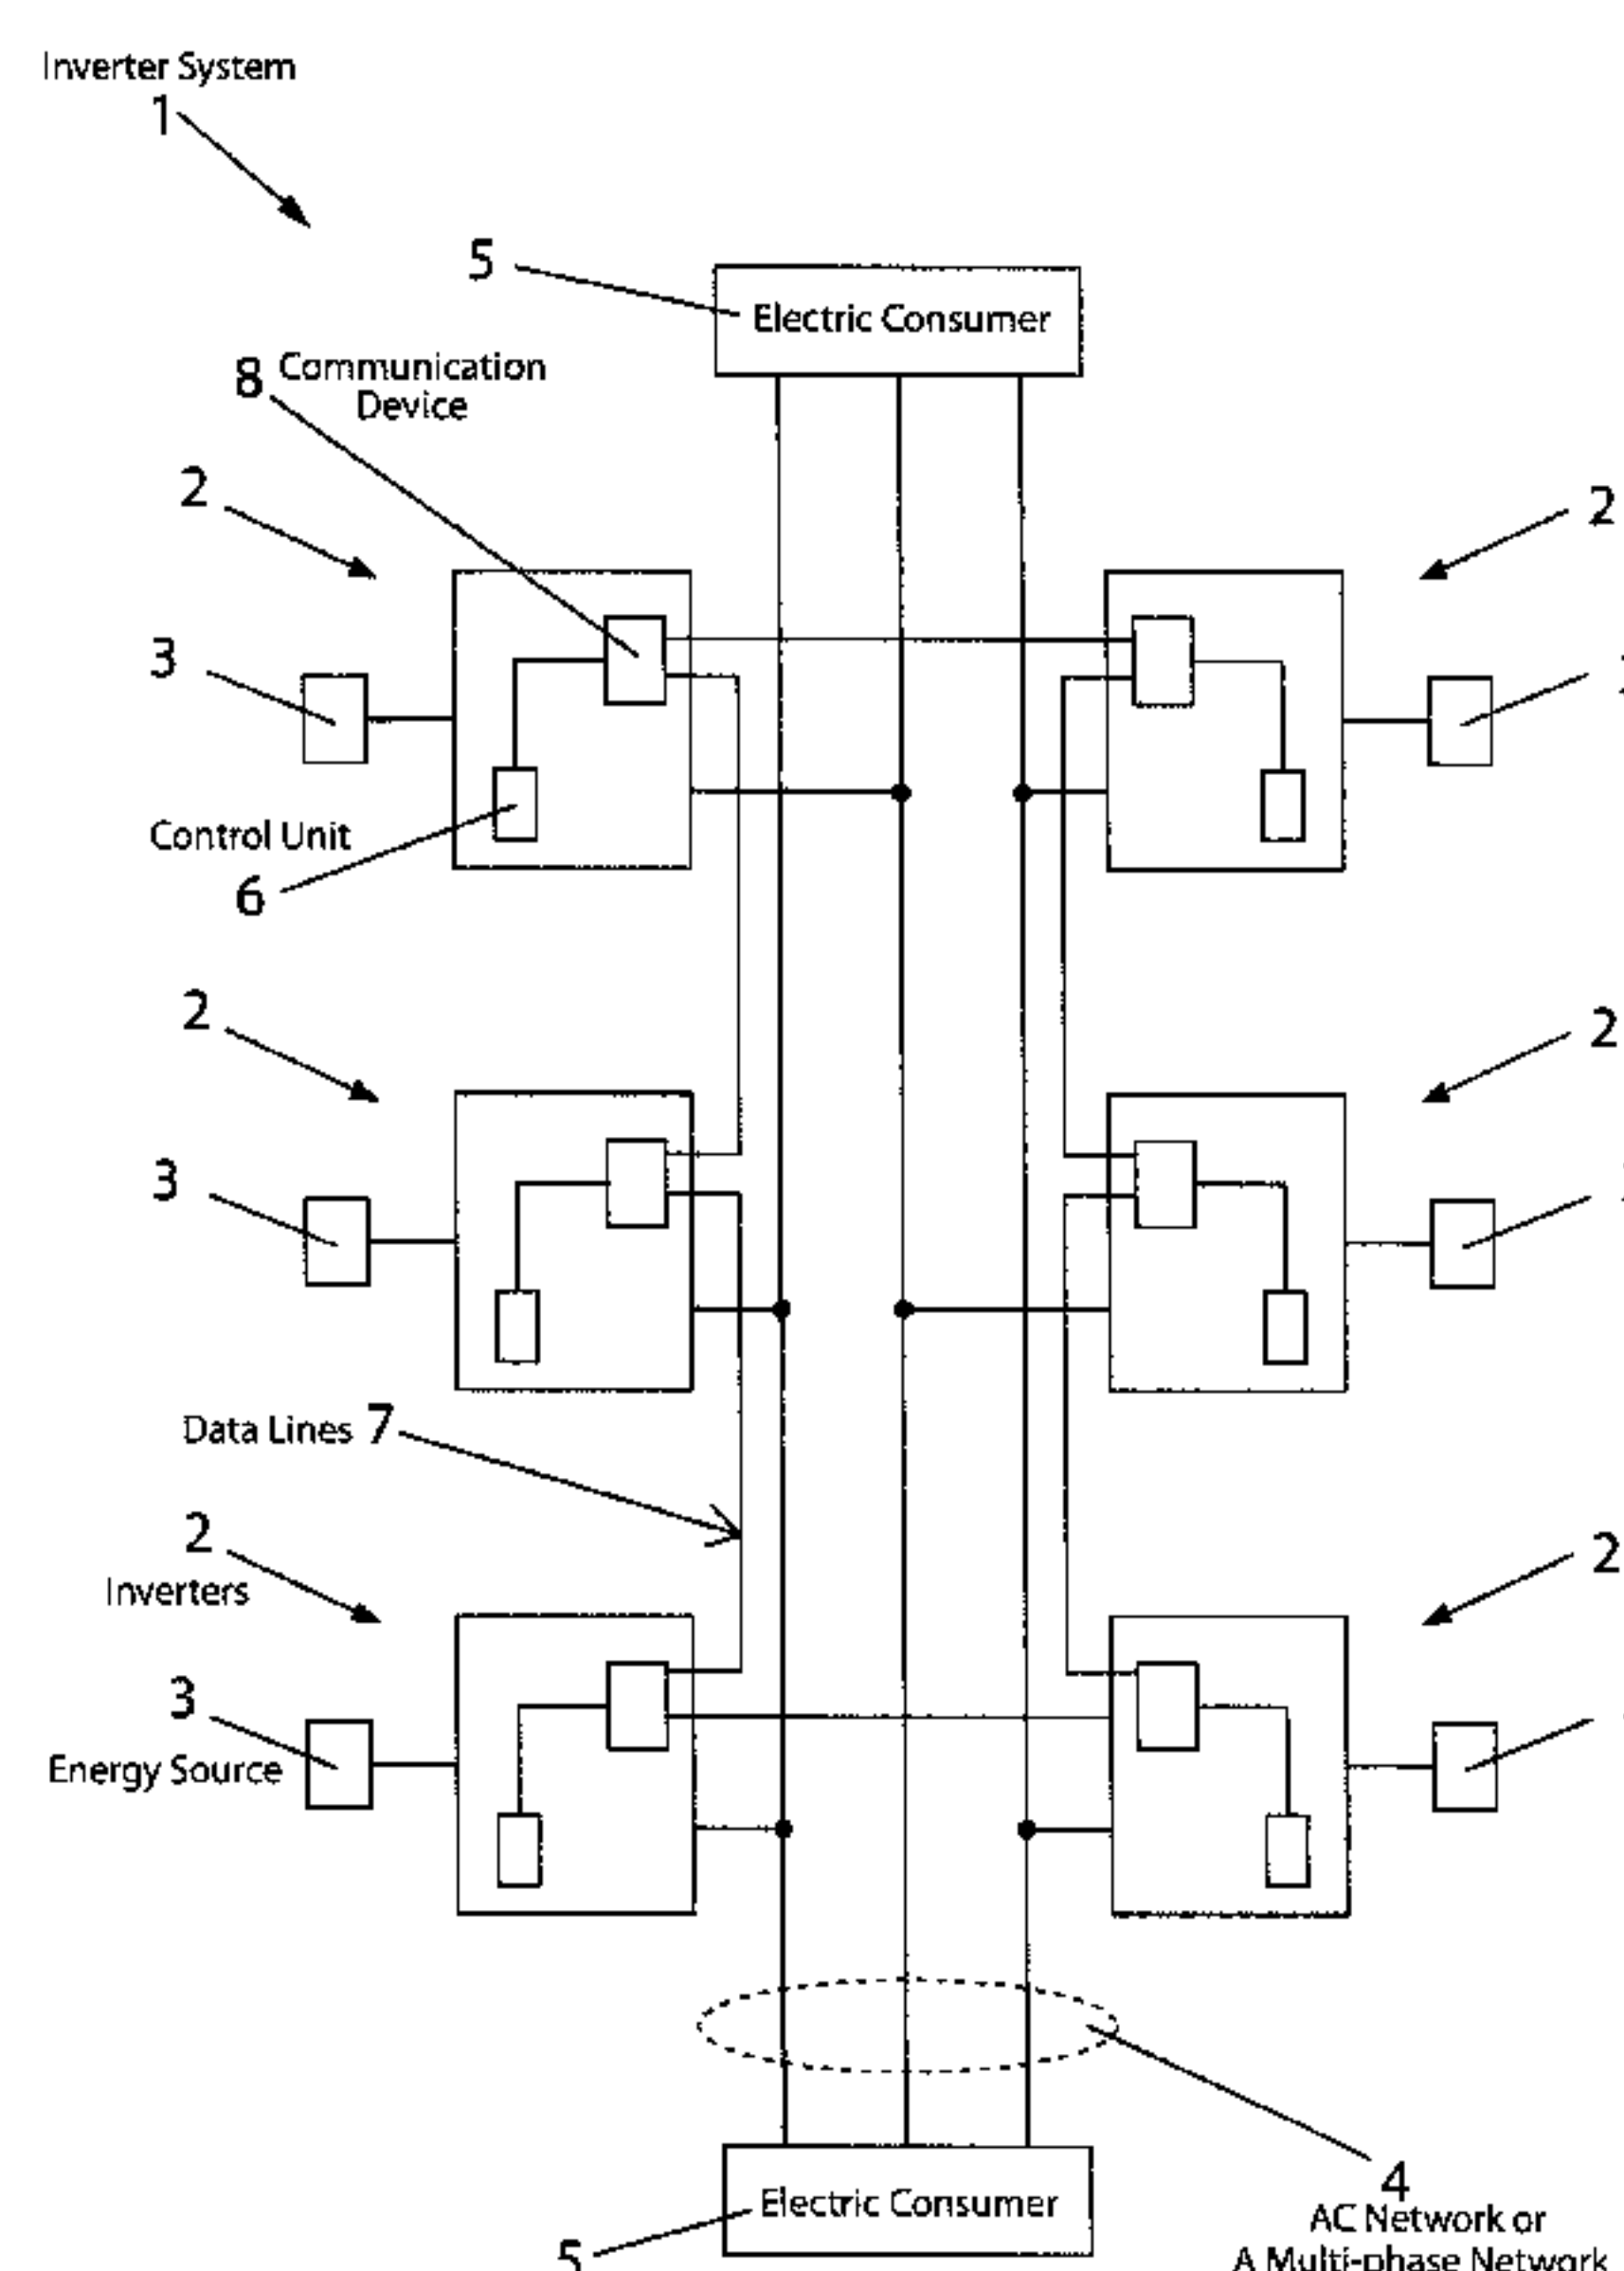 Inverter System
1
5
Electric Consumer
8 Communication
Device
2
2
3
Control Unit
6
2
2
3
Data Lines 7
2
2
Inverters
3
Energy Source
4
Electric Consumer
5
AC Network or
A Multi-phase Network